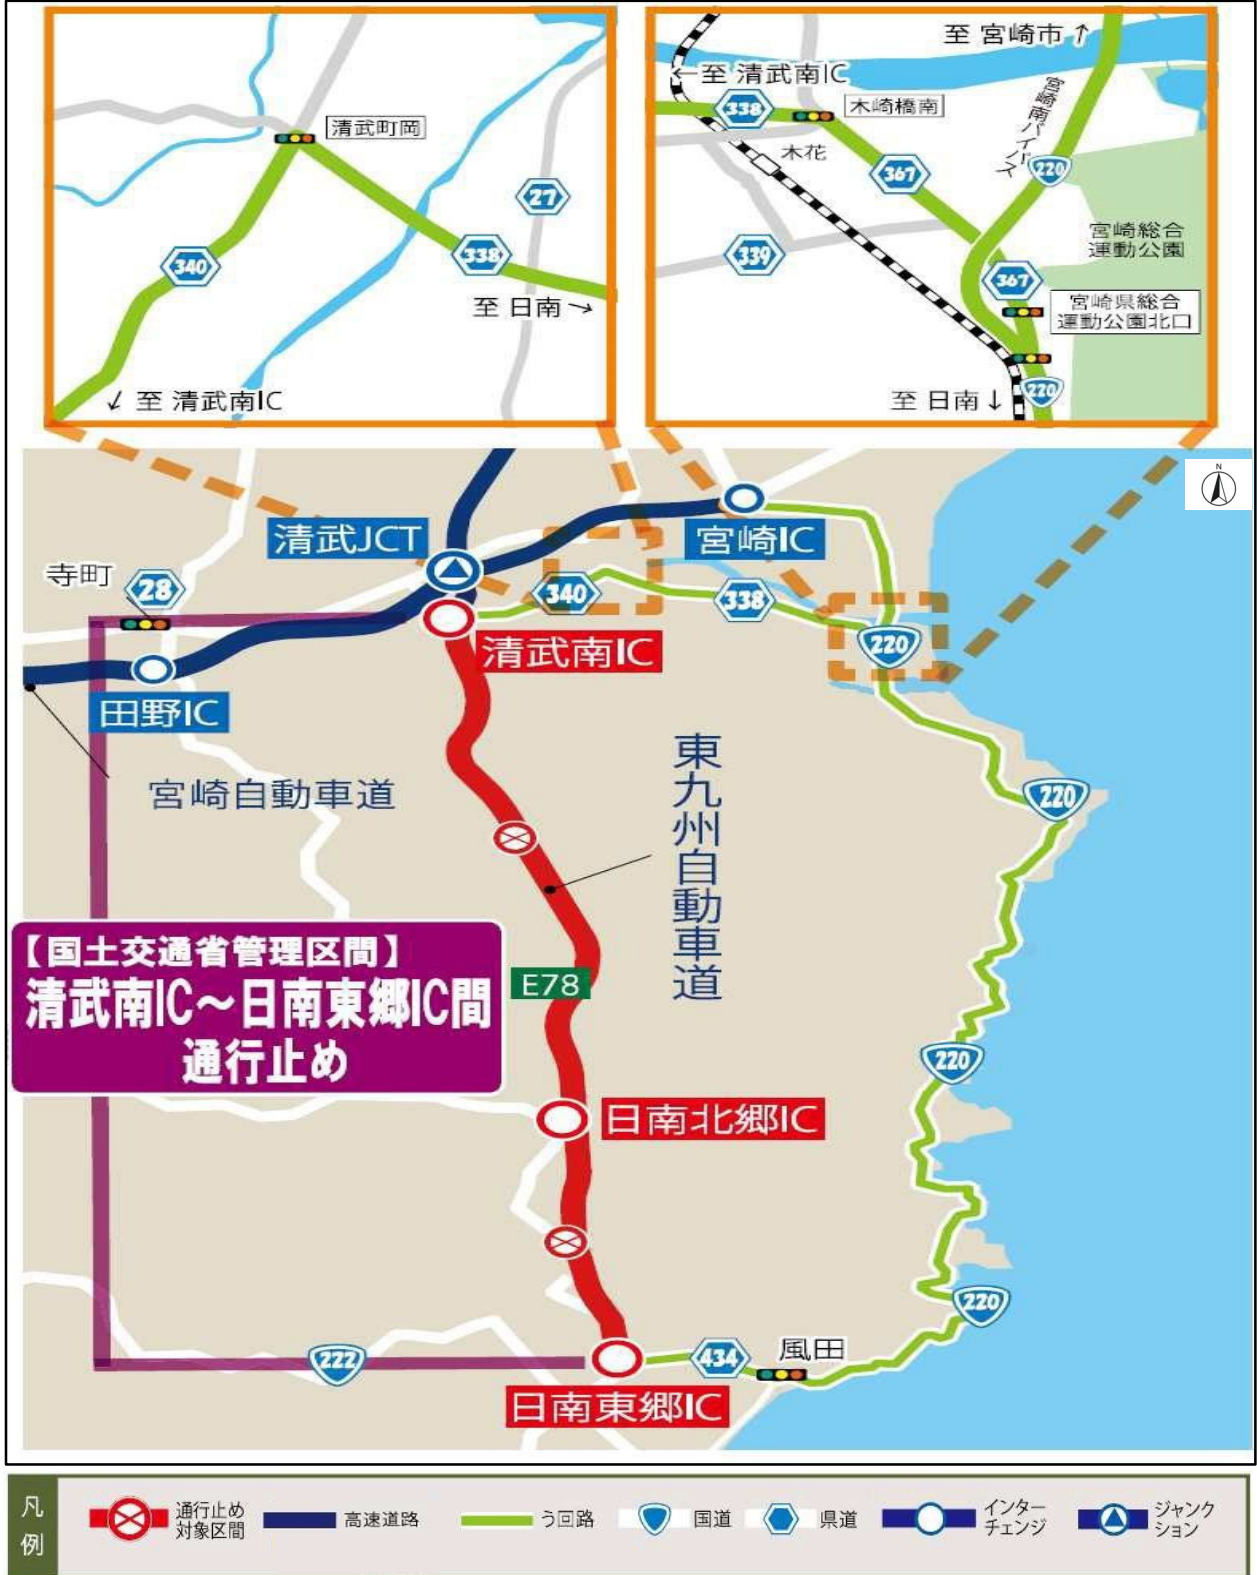 清武町岡
27
340
338
至 日南→
↙ 至 清武南IC
至 宮崎市↑
←至 清武南IC
338
木崎橋南
宮崎南バイパス
木花
367
220
339
宮崎総合
運動公園
367
宮崎県総合
運動公園北口
至 日南↓
220
N
清武JCT
宮崎IC
寺町
28
340
338
220
清武南IC
田野IC
宮崎自動車道
東九州自動車道
220
【国土交通省管理区間】
清武南IC～日南東郷IC間
通行止め
E78
220
日南北郷IC
220
222
434
風田
日南東郷IC
凡例
通行止め
対象区間
高速道路
う回路
国道
県道
インター
チェンジ
ジャンク
ション